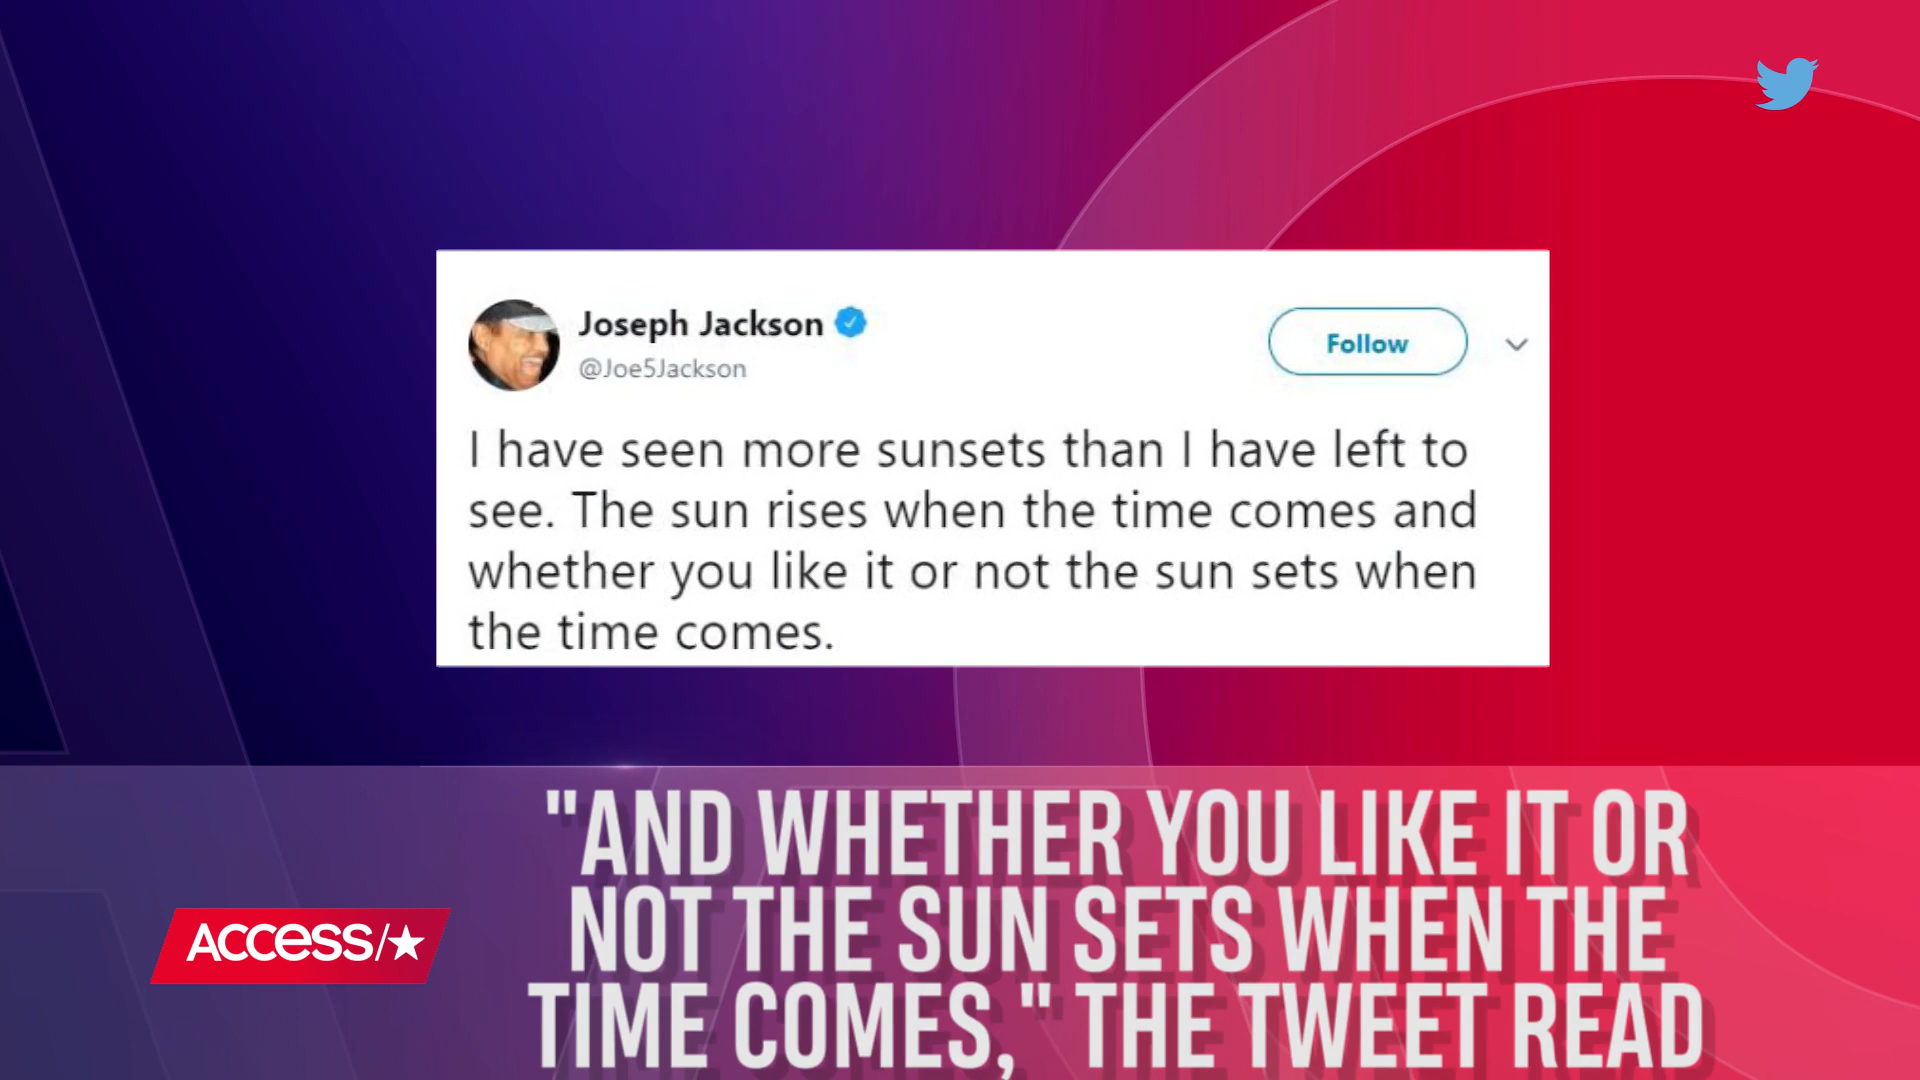 Joseph Jackson
@Joe5Jackson
Follow
I have seen more sunsets than I have left to
see. The sun rises when the time comes and
whether you like it or not the sun sets when
the time comes.
"AND WHETHER YOU LIKE IT OR
NOT THE SUN SETS WHEN THE
TIME COMES," THE TWEET READ
ACCESS/